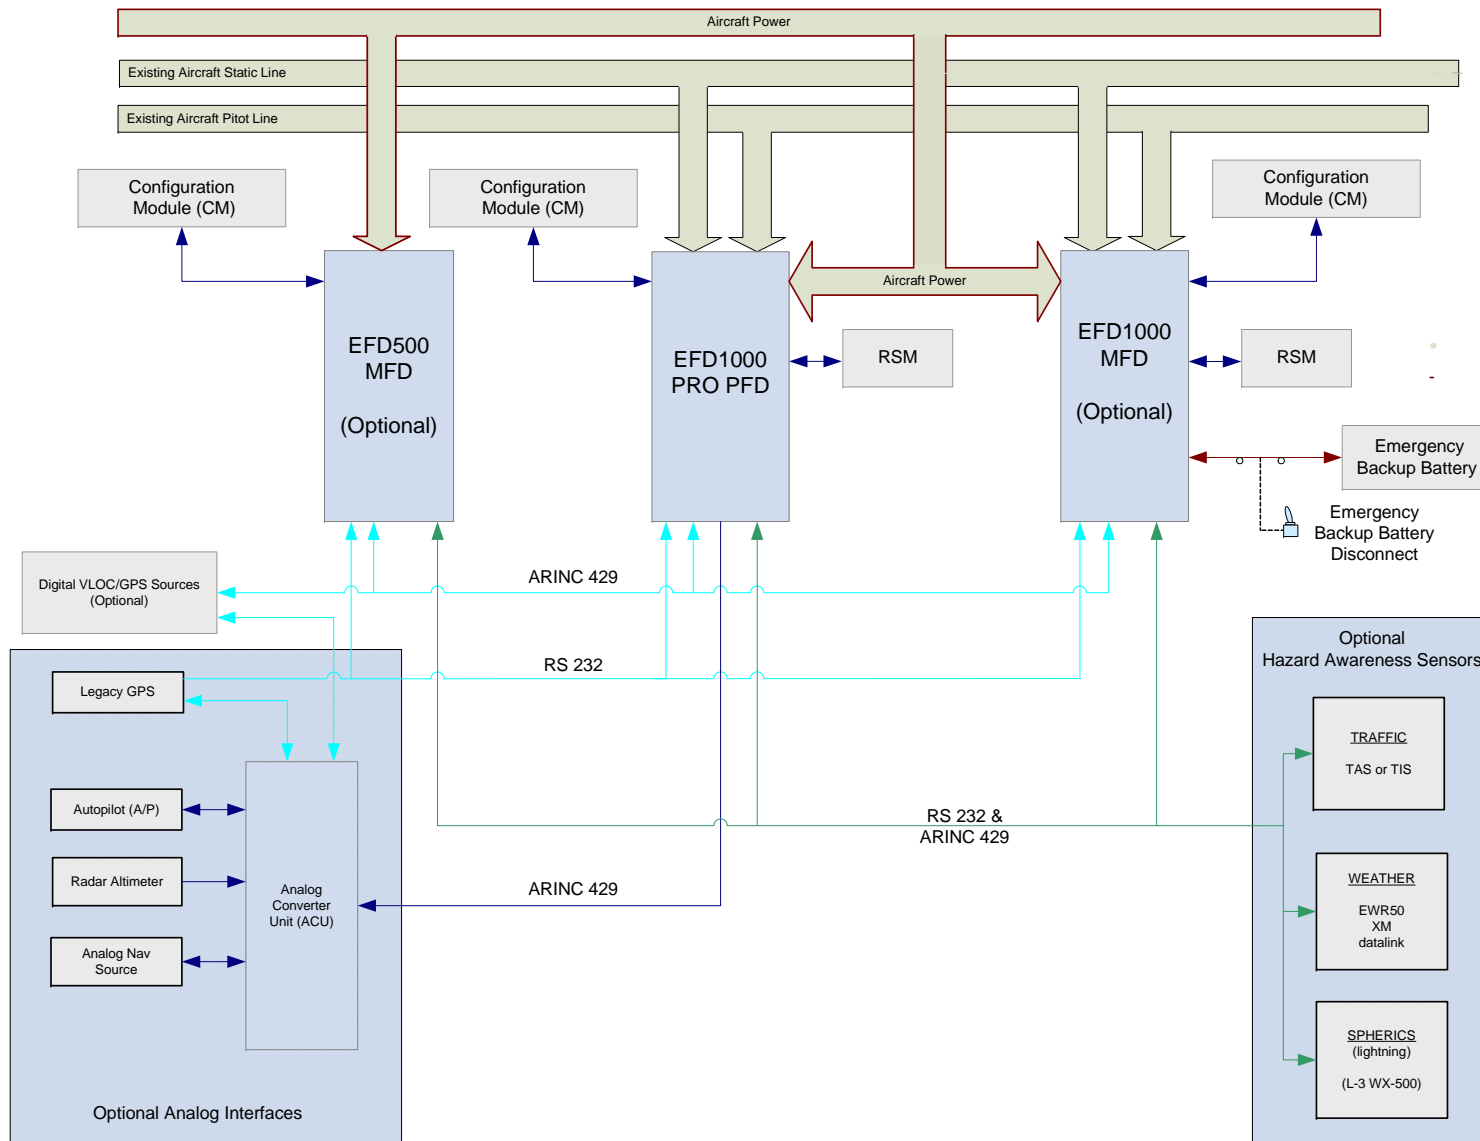 Aircraft Power
Existing Aircraft Static Line
Existing Aircraft Pitot Line
Configuration
Module (CM)
Configuration
Module (CM)
Configuration
Module (CM)
Aircraft Power
EFD500
MFD
(Optional)
EFD1000
PRO PFD
RSM
EFD1000
MFD
(Optional)
RSM
Emergency
Backup Battery
Emergency
Backup Battery
Disconnect
Digital VLOC/GPS Sources
(Optional)
ARINC 429
RS 232
Legacy GPS
Autopilot (A/P)
Radar Altimeter
Analog Nav
Source
Analog
Converter
Unit (ACU)
Optional Analog Interfaces
RS 232 &
ARINC 429
ARINC 429
Optional
Hazard Awareness Sensors
TRAFFIC
TAS or TIS
WEATHER
EWR50
XM
datalink
SPHERICS
(lightning)
(L-3 WX-500)